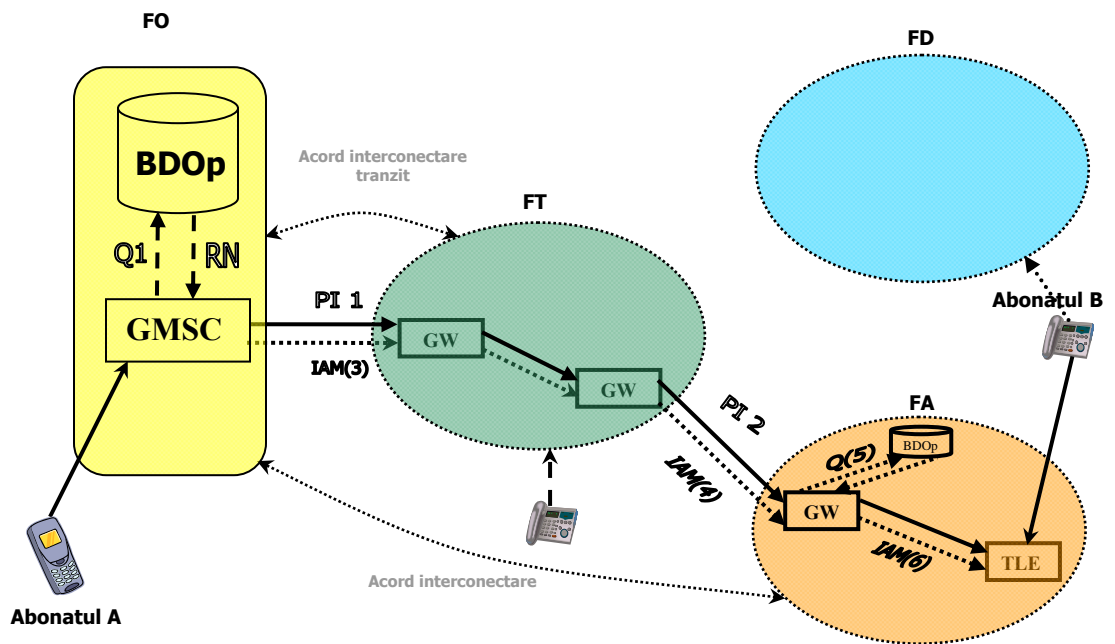 FO
FD
BDOp
Acord interconectare
tranzit
FT
Q1
RN
PI 1
Abonatul B
GMSC
GW
IAM(3)
GW
PI 2
FA
BDOp
Q(5)
IAM(4)
GW
IAM(6)
TLE
Acord interconectare
Abonatul A